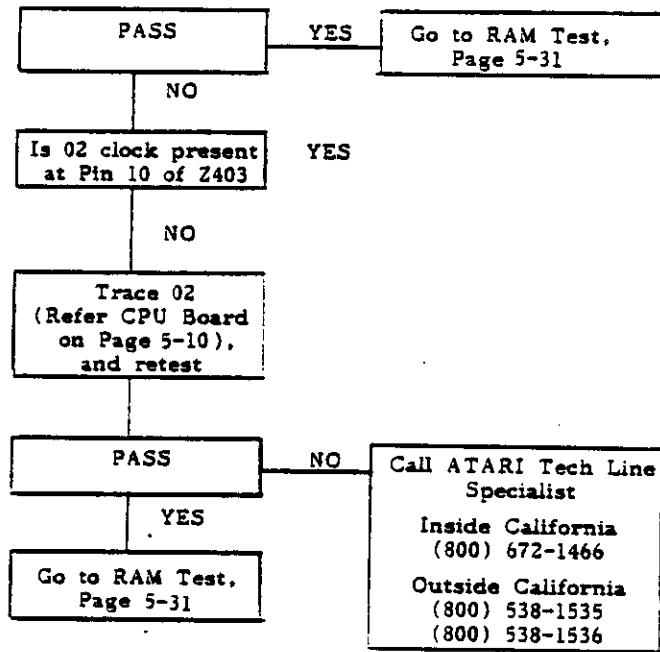 PASS
YES
Go to RAM Test,
Page 5-31
NO
Is 02 clock present
at Pin 10 of Z403
YES
NO
Trace 02
(Refer CPU Board
on Page 5-10),
and retest
PASS
NO
Call ATARI Tech Line
Specialist
Inside California
(800) 672-1466
Outside California
(800) 538-1535
(800) 538-1536
YES
Go to RAM Test,
Page 5-31